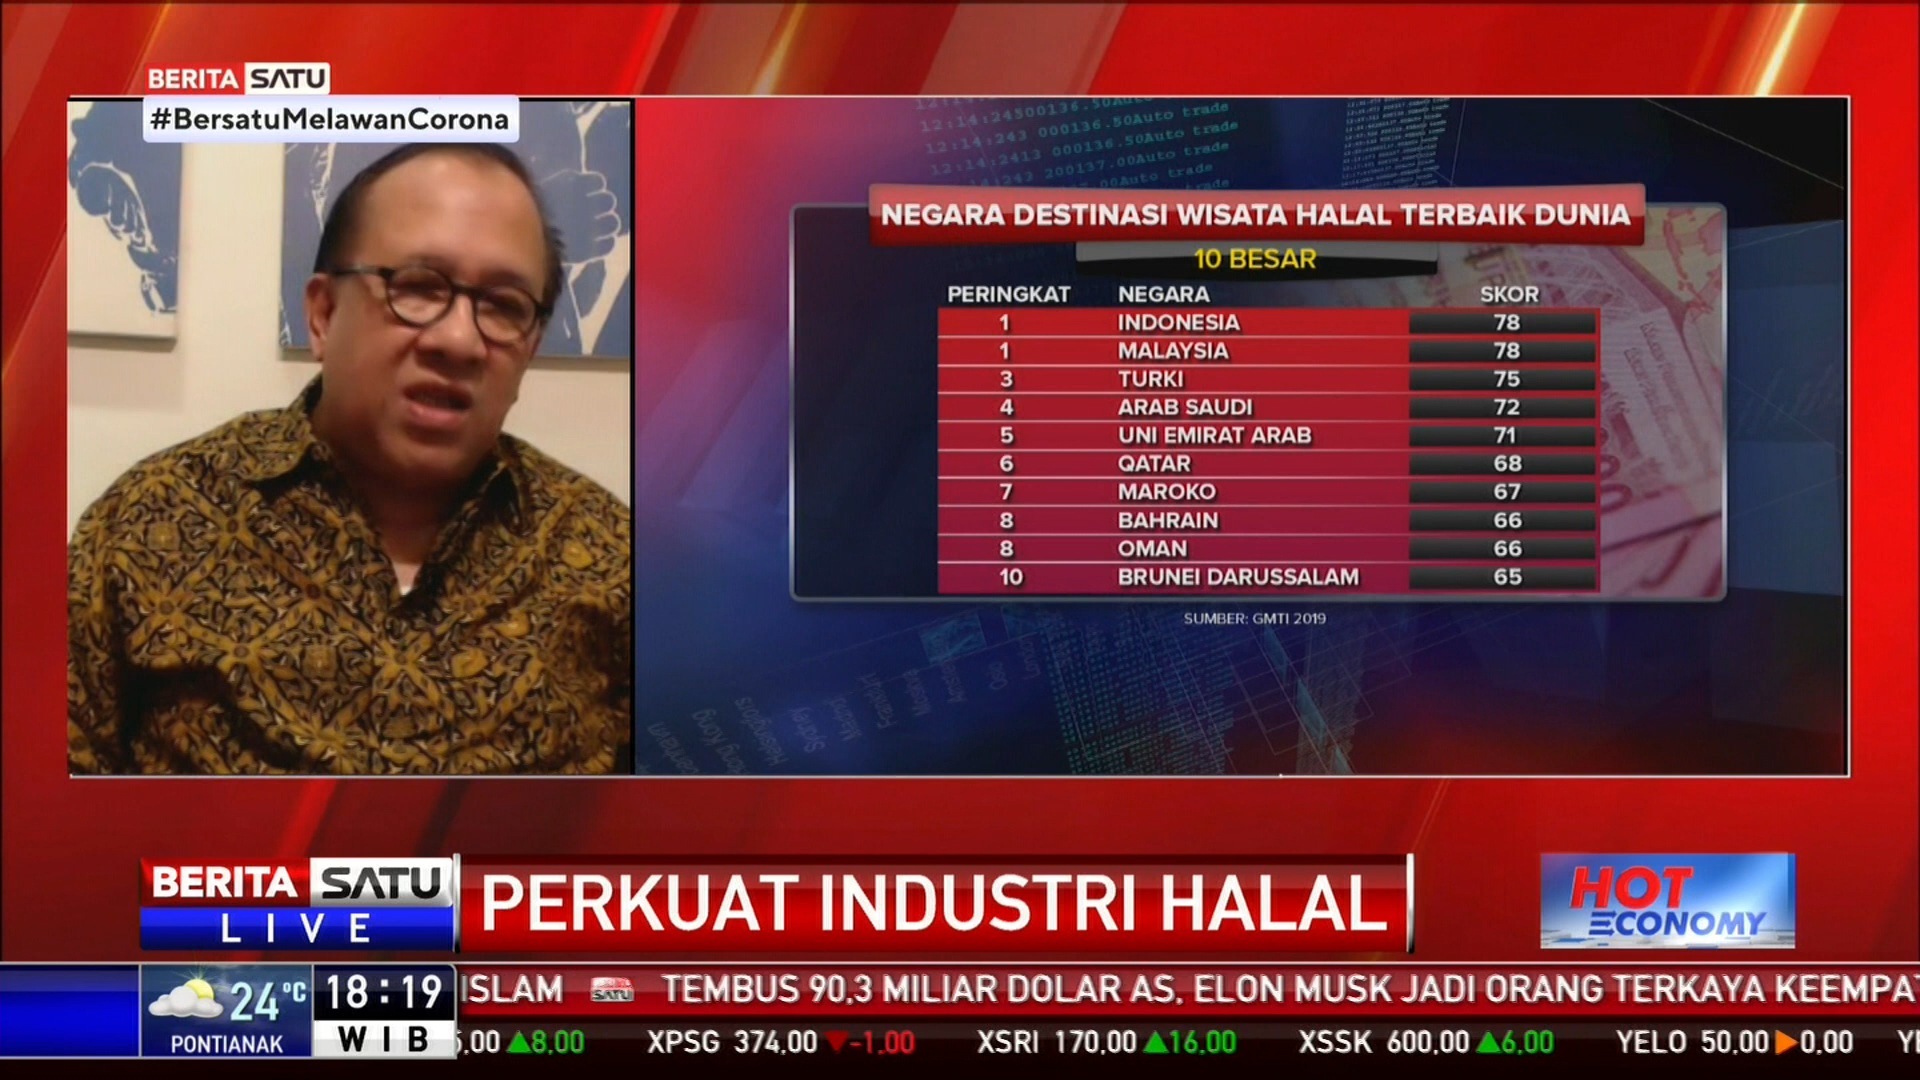 BERITA SATU
#BersatuMelawanCorona
NEGARA DESTINASI WISATA HALAL TERBAIK DUNIA
10 BESAR
PERINGKAT NEGARA SKOR
1 INDONESIA 78
1 MALAYSIA 78
3 TURKI 75
4 ARAB SAUDI 72
5 UNI EMIRAT ARAB 71
6 QATAR 68
7 MAROKO 67
8 BAHRAIN 66
8 OMAN 66
10 BRUNEI DARUSSALAM 65
SUMBER: GMTI 2019
BERITA SATU
LIVE
PERKUAT INDUSTRI HALAL
HOT
ECONOMY
24°C
PONTIANAK
18:19
WIB
ISLAM SATU TEMBUS 90,3 MILIAR DOLAR AS, ELON MUSK JADI ORANG TERKAYA KEEMPAT
5,00 ▲8,00 XPSG 374,00 ▼-1,00 XSRI 170,00 ▲16,00 XSSK 600,00 ▲6,00 YELO 50,00 ▶0,00